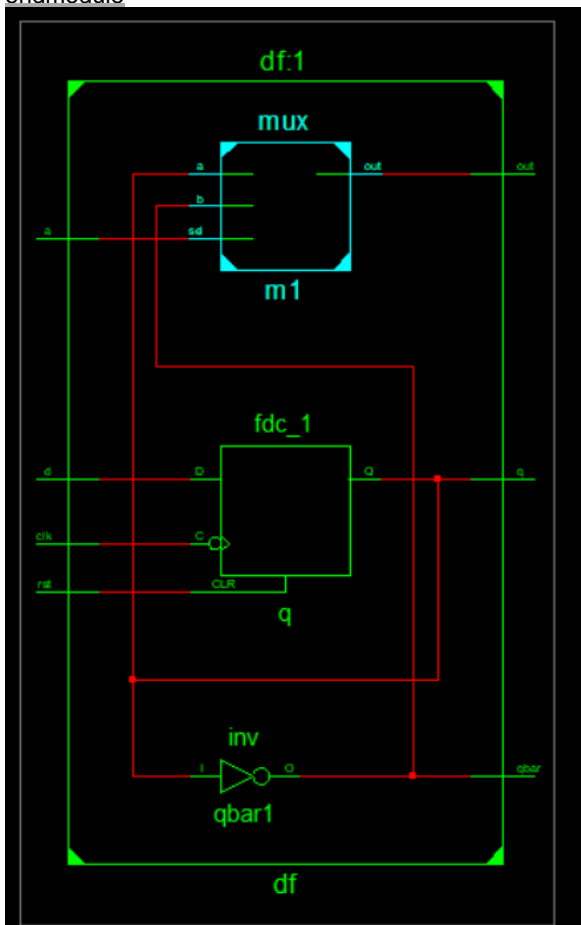 endmodule
df:1
mux
a out out
b
a sd
m1
fdc_1
d D Q q
clk C
rst CLR
q
inv
I O qbar
qbar1
df